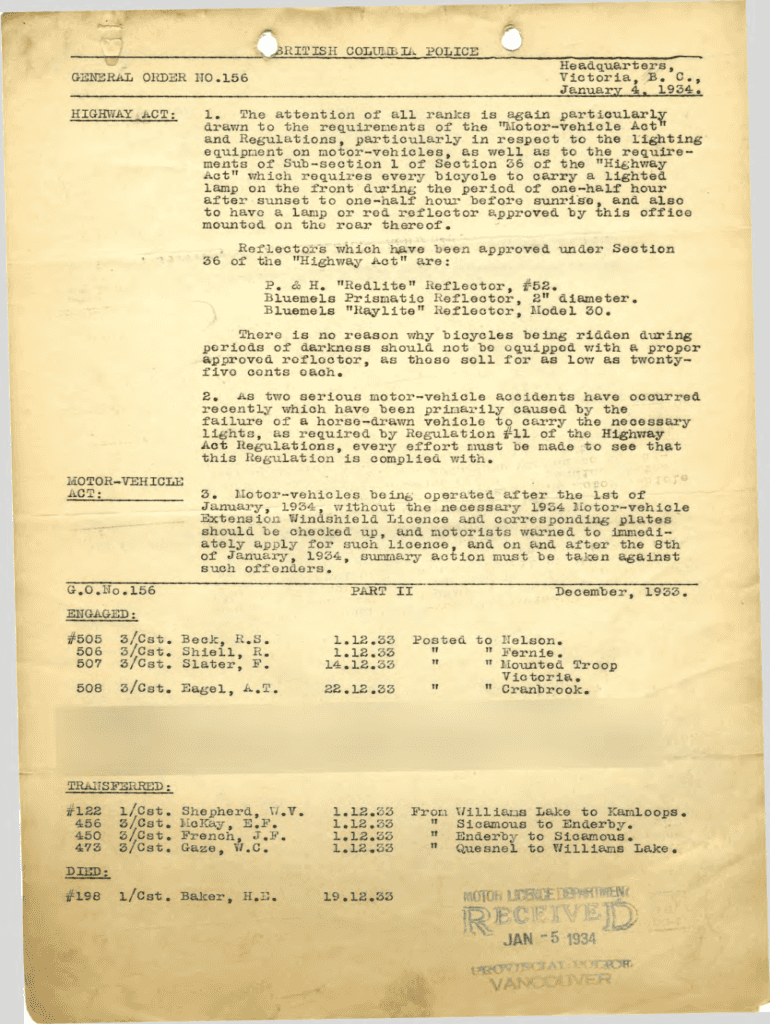 BRITISH COLUMBIA POLICE
GENERAL ORDER NO.156
Headquarters,
Victoria, B. C.,
January 4, 1934.
HIGHWAY ACT:
1. The attention of all ranks is again particularly
drawn to the requirements of the "Motor-vehicle Act"
and Regulations, particularly in respect to the lighting
equipment on motor-vehicles, as well as to the require-
ments of Sub-section 1 of Section 36 of the "Highway
Act" which requires every bicycle to carry a lighted
lamp on the front during the period of one-half hour
after sunset to one-half hour before sunrise, and also
to have a lamp or red reflector approved by this office
mounted on the rear thereof.
Reflectors which have been approved under Section
36 of the "Highway Act" are:
P. & H. "Redlite" Reflector, #52.
Bluemels Prismatic Reflector, 2" diameter.
Bluemels "Raylite" Reflector, Model 30.
There is no reason why bicycles being ridden during
periods of darkness should not be equipped with a proper
approved reflector, as these sell for as low as twenty-
five cents each.
2. As two serious motor-vehicle accidents have occurred
recently which have been primarily caused by the
failure of a horse-drawn vehicle to carry the necessary
lights, as required by Regulation #11 of the Highway
Act Regulations, every effort must be made to see that
this Regulation is complied with.
MOTOR-VEHICLE
ACT:
3. Motor-vehicles being operated after the 1st of
January, 1934, without the necessary 1934 Motor-vehicle
Extension Windshield Licence and corresponding plates
should be checked up, and motorists warned to immedi-
ately apply for such licence, and on and after the 8th
of January, 1934, summary action must be taken against
such offenders.
G.O.No.156 PART II December, 1933.
ENGAGED:
#505 3/Cst. Beck, R.S. 1.12.33 Posted to Nelson.
506 3/Cst. Shiell, R. 1.12.33 " " Fernie.
507 3/Cst. Slater, F. 14.12.33 " " Mounted Troop
Victoria.
508 3/Cst. Eagel, A.T. 22.12.33 " " Cranbrook.
TRANSFERRED:
#122 1/Cst. Shepherd, W.V. 1.12.33 From Williams Lake to Kamloops.
456 3/Cst. McKay, E.F. 1.12.33 " Sicamous to Enderby.
450 3/Cst. French, J.F. 1.12.33 " Enderby to Sicamous.
473 3/Cst. Gaze, W.C. 1.12.33 " Quesnel to Williams Lake.
DIED:
#198 1/Cst. Baker, H.E. 19.12.33
MOTOR LICENCE DEPARTMENT
RECEIVED
JAN -5 1934
PROVINCIAL POLICE
VANCOUVER